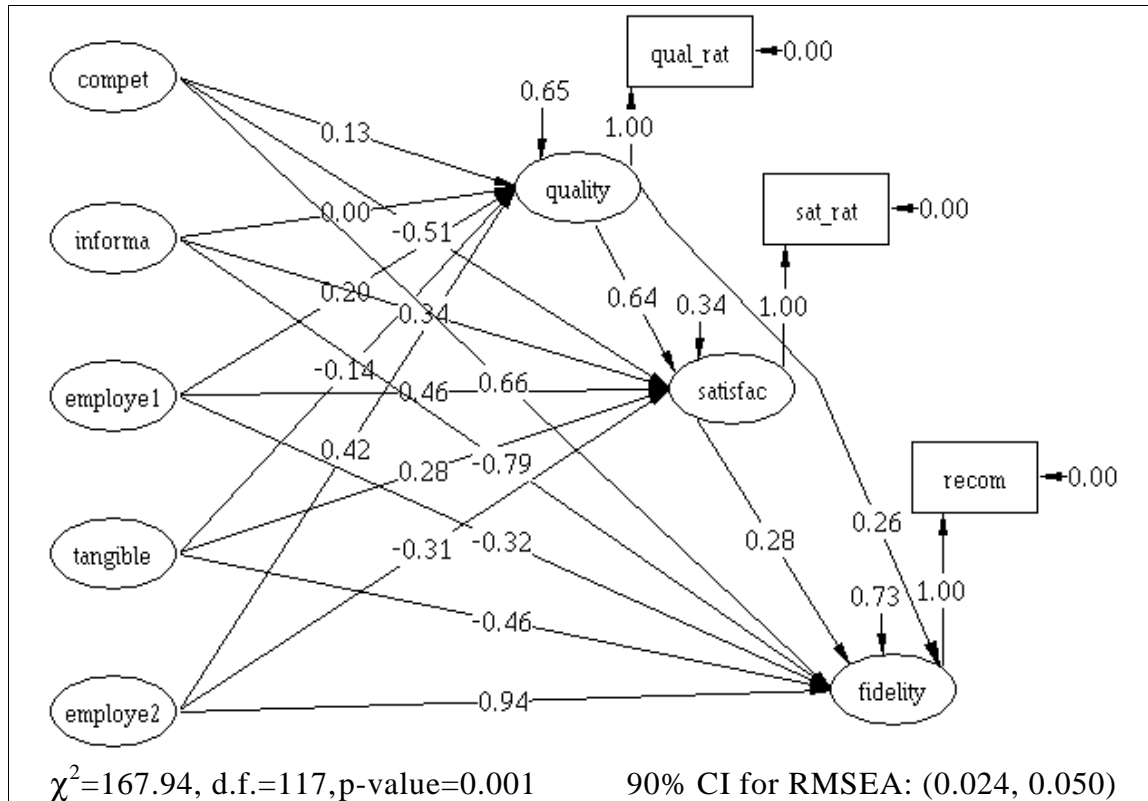 compet
qual_rat
0.00
0.65
1.00
0.13
quality
sat_rat
0.00
informa
0.00
-0.51
0.20
0.64
0.34
1.00
0.34
-0.14
employe1
0.46
0.66
satisfac
0.42
0.28
-0.79
recom
0.00
tangible
-0.31
-0.32
0.28
0.26
-0.46
0.73
1.00
employe2
0.94
fidelity
χ²=167.94, d.f.=117,p-value=0.001
90% CI for RMSEA: (0.024, 0.050)